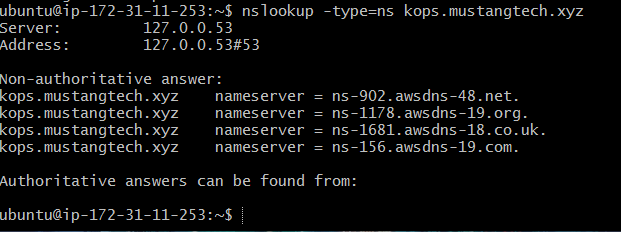 ubuntu@ip-172-31-11-253:~$ nslookup -type=ns kops.mustangtech.xyz
Server:         127.0.0.53
Address:        127.0.0.53#53

Non-authoritative answer:
kops.mustangtech.xyz    nameserver = ns-902.awsdns-48.net.
kops.mustangtech.xyz    nameserver = ns-1178.awsdns-19.org.
kops.mustangtech.xyz    nameserver = ns-1681.awsdns-18.co.uk.
kops.mustangtech.xyz    nameserver = ns-156.awsdns-19.com.

Authoritative answers can be found from:

ubuntu@ip-172-31-11-253:~$